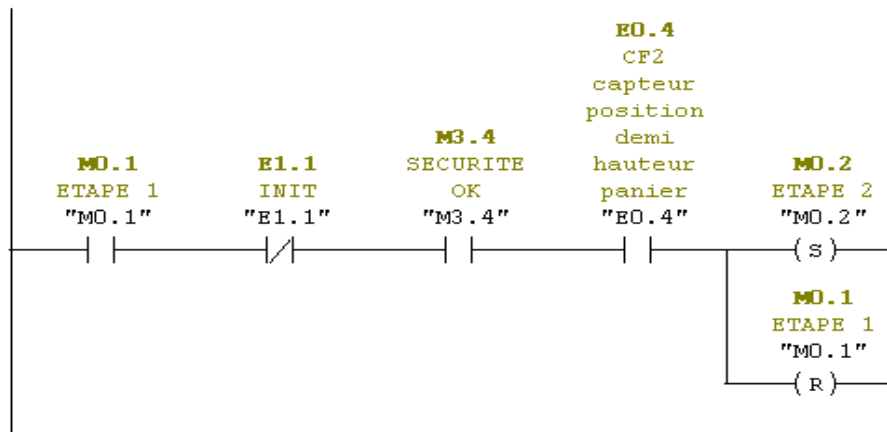 E0.4
CF2
capteur
position
demi
hauteur
panier
"E0.4"
M0.1
ETAPE 1
"M0.1"
E1.1
INIT
"E1.1"
M3.4
SECURITE
OK
"M3.4"
M0.2
ETAPE 2
"M0.2"
S
M0.1
ETAPE 1
"M0.1"
R